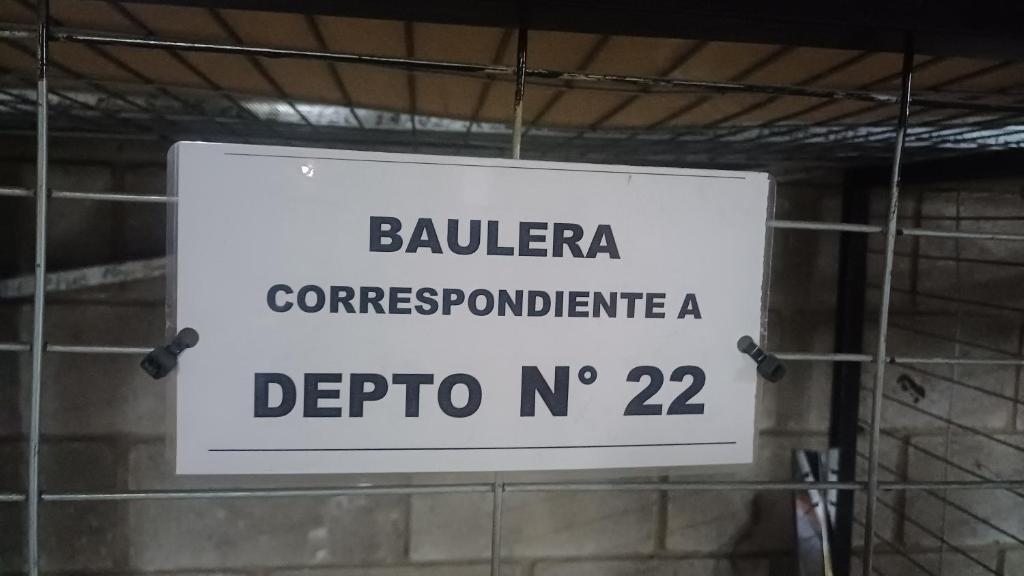 BAULERA
CORRESPONDIENTE A
DEPTO N° 22